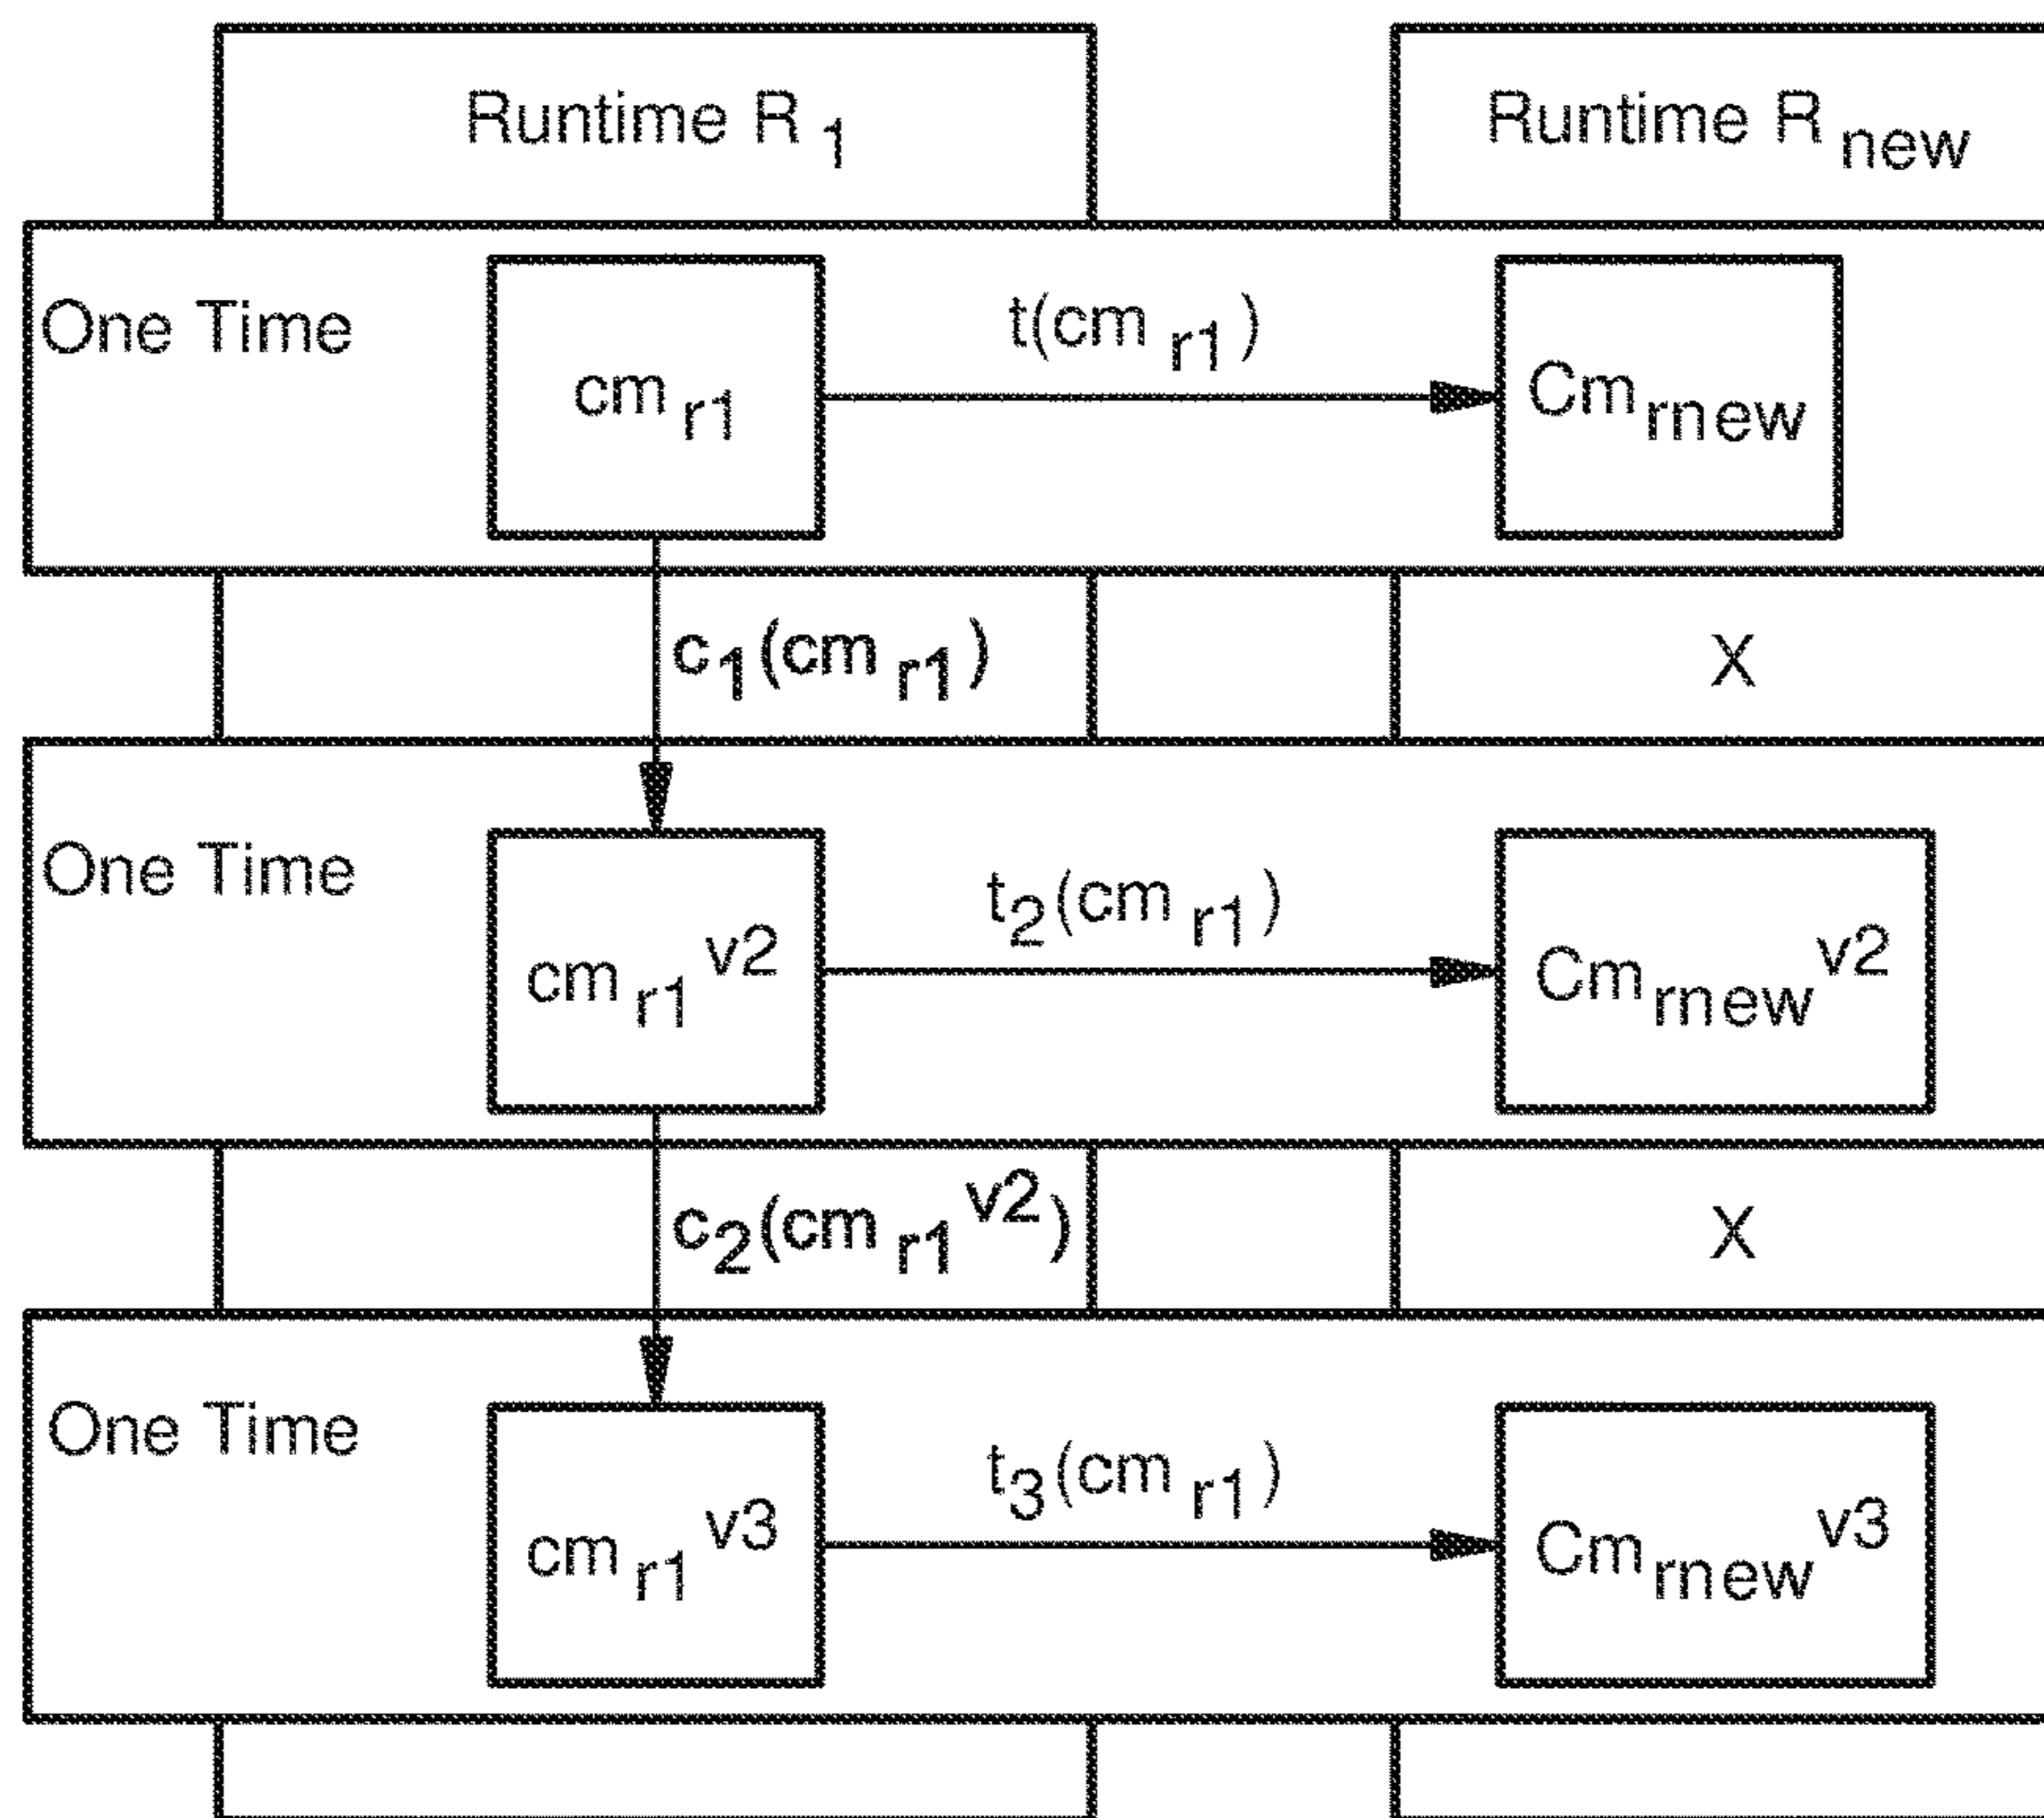 Runtime R 1
Runtime R new
One Time
cm r1
t(cm r1)
Cm rnew
c1(cm r1)
X
One Time
cm r1 v2
t2(cm r1)
Cm rnew v2
c2(cm r1 v2)
X
One Time
cm r1 v3
t3(cm r1)
Cm rnew v3